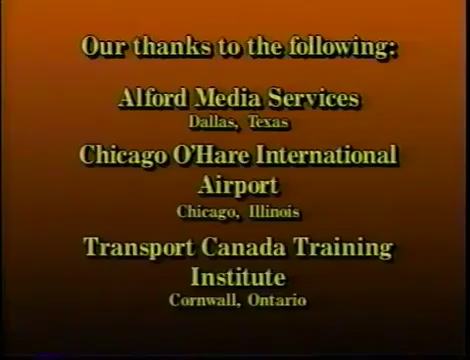 Our thanks to the following:
Alford Media Services
Dallas, Texas
Chicago O'Hare International
Airport
Chicago, Illinois
Transport Canada Training
Institute
Cornwall, Ontario